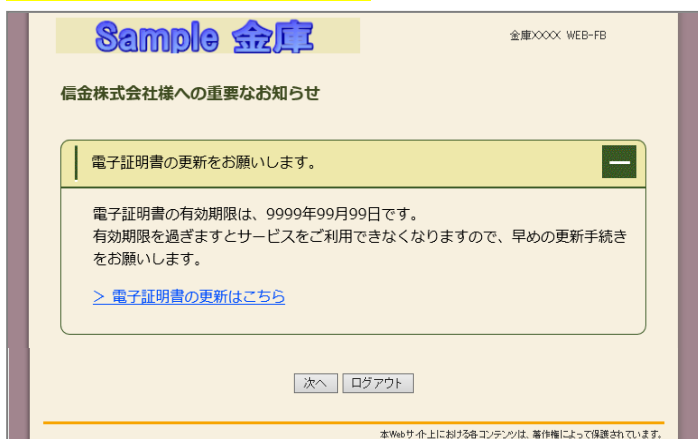 Sample 金庫
金庫XXXX WEB-FB
信金株式会社様への重要なお知らせ
電子証明書の更新をお願いします。
電子証明書の有効期限は、9999年99月99日です。
有効期限を過ぎますとサービスをご利用できなくなりますので、早めの更新手続き
をお願いします。
> 電子証明書の更新はこちら
次へ ログアウト
本Webサイト上における各コンテンツは、著作権によって保護されています。